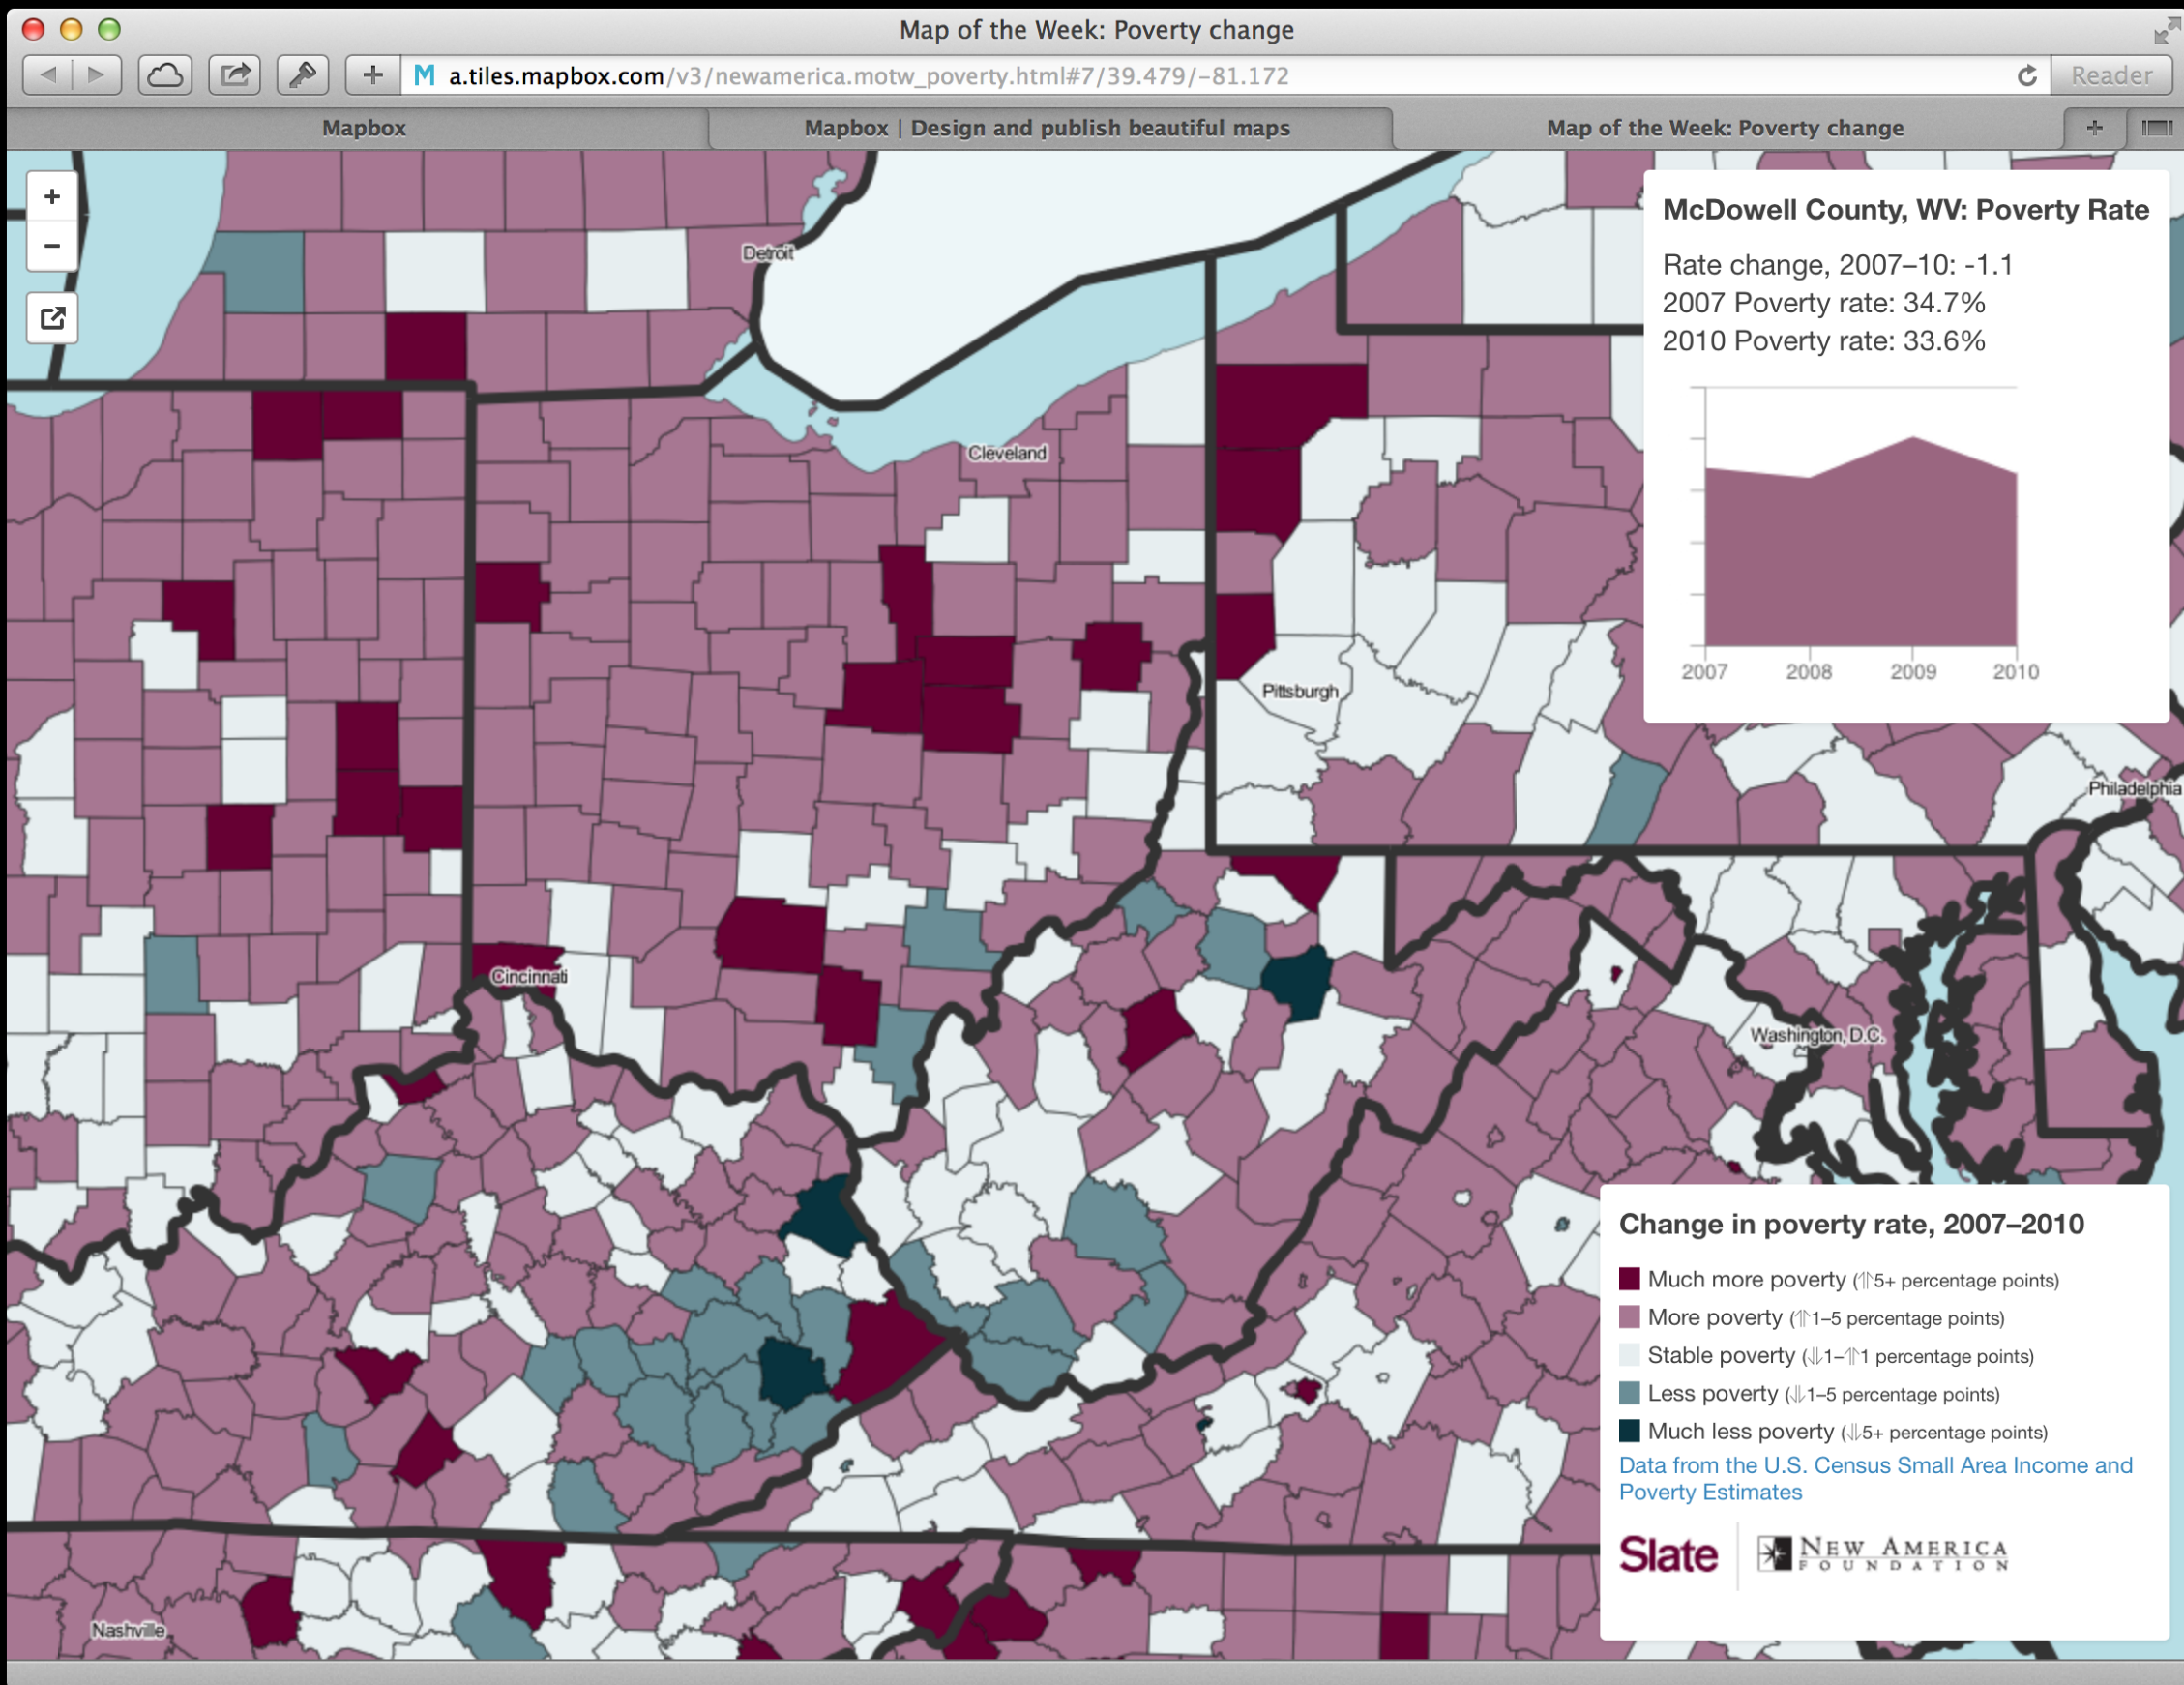 Map of the Week: Poverty change
a.tiles.mapbox.com/v3/newamerica.motw_poverty.html#7/39.479/-81.172
Reader
Mapbox
Mapbox | Design and publish beautiful maps
Map of the Week: Poverty change
+
−
McDowell County, WV: Poverty Rate
Rate change, 2007–10: -1.1
2007 Poverty rate: 34.7%
2010 Poverty rate: 33.6%
2007 2008 2009 2010
Detroit
Cleveland
Pittsburgh
Philadelphia
Cincinnati
Washington, D.C.
Nashville
Change in poverty rate, 2007–2010
Much more poverty (⇈5+ percentage points)
More poverty (⇈1–5 percentage points)
Stable poverty (⇊1–⇈1 percentage points)
Less poverty (⇊1–5 percentage points)
Much less poverty (⇊5+ percentage points)
Data from the U.S. Census Small Area Income and
Poverty Estimates
Slate
NEW AMERICA
FOUNDATION